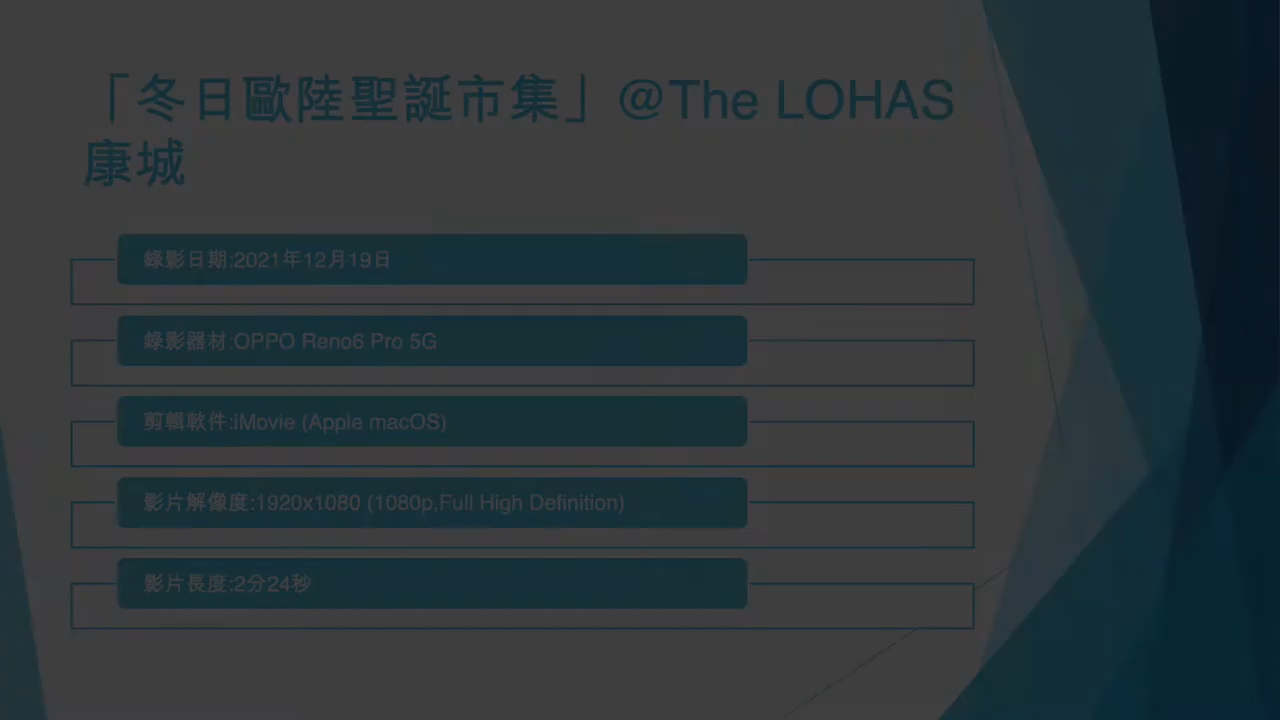 「冬日歐陸聖誕市集」@The LOHAS
康城
錄影日期:2021年12月19日
錄影器材:OPPO Reno6 Pro 5G
剪輯軟件:iMovie (Apple macOS)
影片解像度:1920x1080 (1080p,Full High Definition)
影片長度:2分24秒